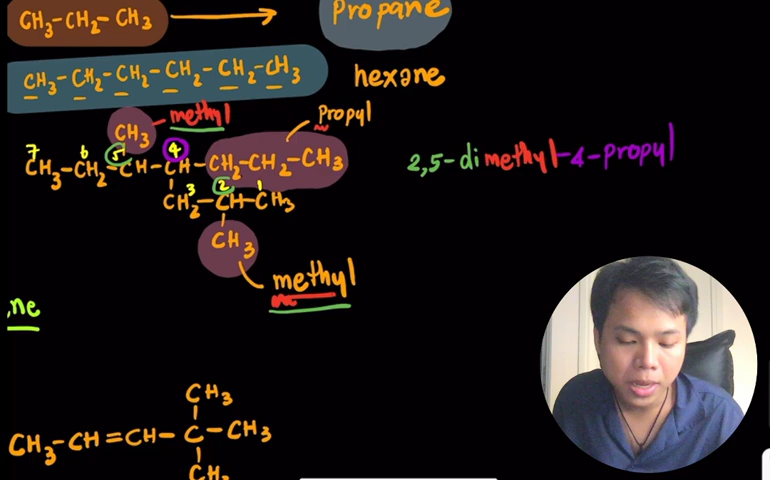 CH₃-CH₂-CH₃ → Propane
CH₃-CH₂-CH₂-CH₂-CH₂-CH₃ hexane
methyl
Propyl
CH₃
7 6 5 4
CH₃-CH₂-CH-CH-CH₂-CH₂-CH₃
2,5-dimethyl-4-propyl
3 2 1
CH₂-CH-CH₃
CH₃
methyl
me
ne
CH₃
CH₃-CH=CH-C-CH₃